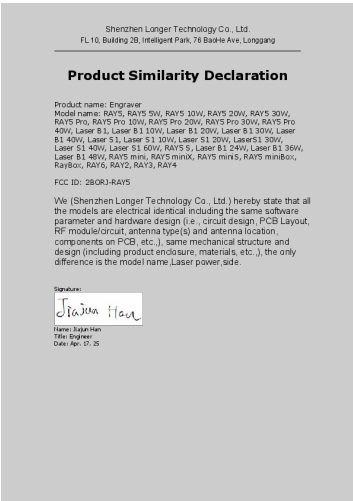 Shenzhen Longer Technology Co., Ltd.
FL 10, Building 2B, Intelligent Park, 76 BaoHe Ave, Longgang
Product Similarity Declaration
Product name: Engraver
Model name: RAY5, RAY5 5W, RAY5 10W, RAY5 20W, RAY5 30W,
RAY5 Pro, RAY5 Pro 10W, RAY5 Pro 20W, RAY5 Pro 30W, RAY5 Pro
40W, Laser B1, Laser B1 10W, Laser B1 20W, Laser B1 30W, Laser
B1 40W, Laser S1, Laser S1 10W, Laser S1 20W, LaserS1 30W,
Laser S1 40W, Laser S1 60W, RAY5 S, Laser B1 24W, Laser B1 36W,
Laser B1 48W, RAY5 mini, RAY5 miniX, RAY5 miniS, RAY5 miniBox,
RayBox, RAY6, RAY2, RAY3, RAY4
FCC ID: 2BORJ-RAY5
We (Shenzhen Longer Technology Co., Ltd.) hereby state that all
the models are electrical identical including the same software
parameter and hardware design (i.e., circuit design, PCB Layout,
RF module/circuit, antenna type(s) and antenna location,
components on PCB, etc.,), same mechanical structure and
design (including product enclosure, materials, etc.,), the only
difference is the model name,Laser power,side.
Signature:
Jiajun Han
Name: Jiajun Han
Title: Engineer
Date: Apr. 17. 25